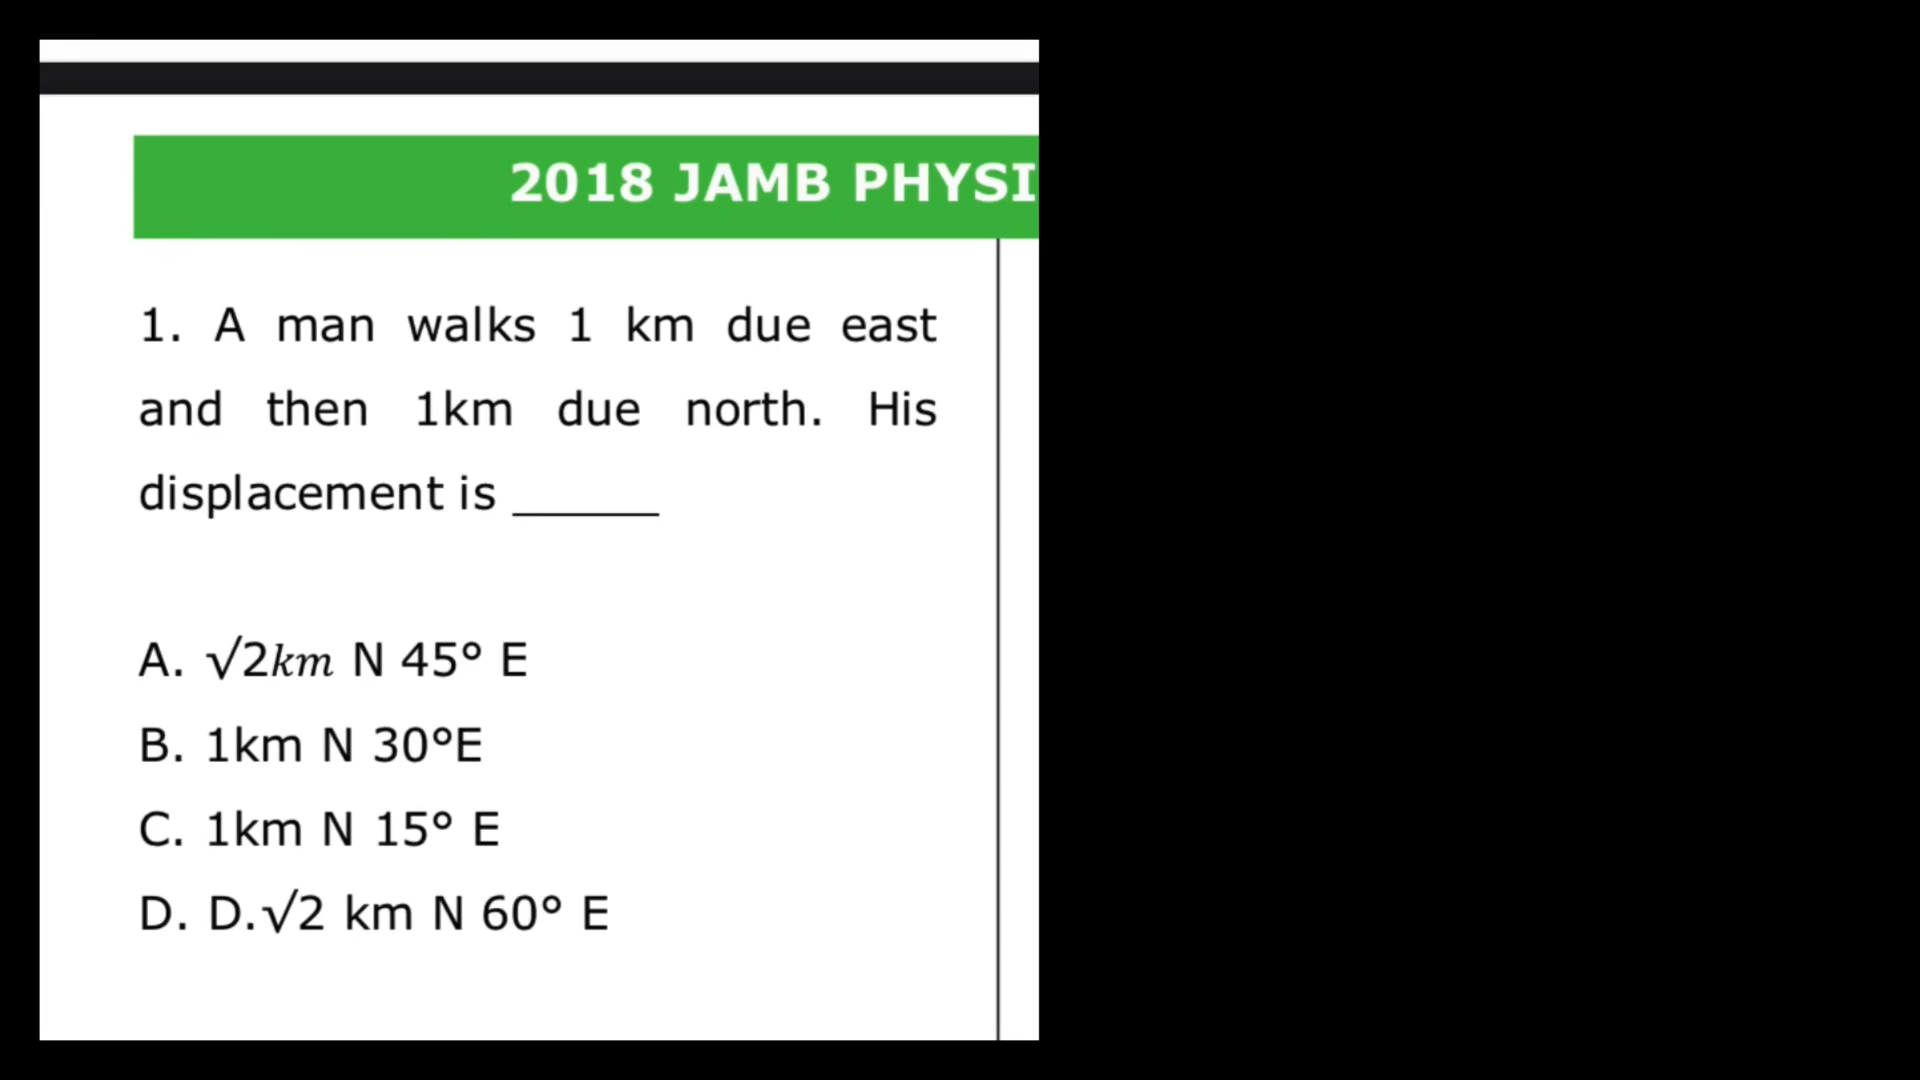 2018 JAMB PHYSI
1. A man walks 1 km due east
and then 1km due north. His
displacement is ______
A. √2km N 45° E
B. 1km N 30°E
C. 1km N 15° E
D. D.√2 km N 60° E